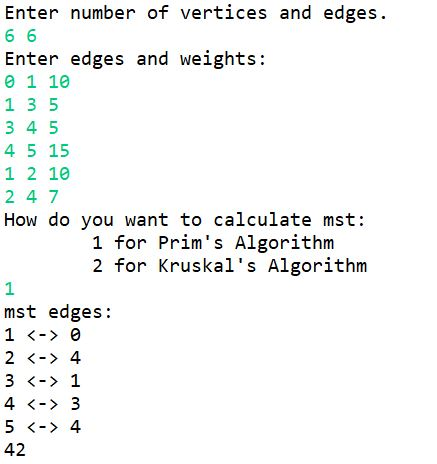 Enter number of vertices and edges.
6 6
Enter edges and weights:
0 1 10
1 3 5
3 4 5
4 5 15
1 2 10
2 4 7
How do you want to calculate mst:
        1 for Prim's Algorithm
        2 for Kruskal's Algorithm
1
mst edges:
1 <-> 0
2 <-> 4
3 <-> 1
4 <-> 3
5 <-> 4
42